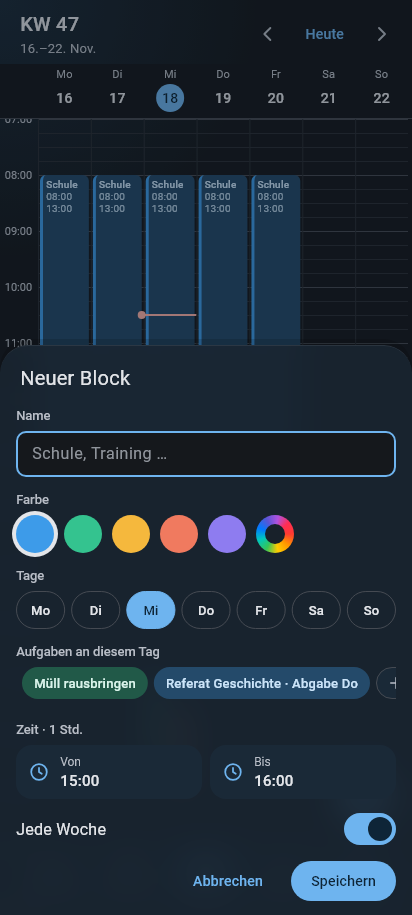 KW 47
16.–22. Nov.
Heute
Mo Di Mi Do Fr Sa So
16 17 18 19 20 21 22
07:00
08:00
Schule Schule Schule Schule Schule
08:00 08:00 08:00 08:00 08:00
13:00 13:00 13:00 13:00 13:00
09:00
10:00
11:00
Neuer Block
Name
Schule, Training …
Farbe
Tage
Mo Di Mi Do Fr Sa So
Aufgaben an diesem Tag
Müll rausbringen Referat Geschichte · Abgabe Do +
Zeit · 1 Std.
Von Bis
15:00 16:00
Jede Woche
Abbrechen Speichern